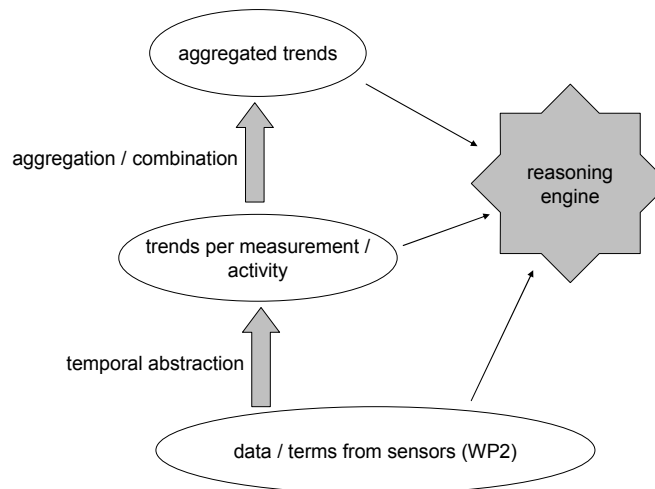 aggregated trends
aggregation / combination
reasoning
engine
trends per measurement /
activity
temporal abstraction
data / terms from sensors (WP2)